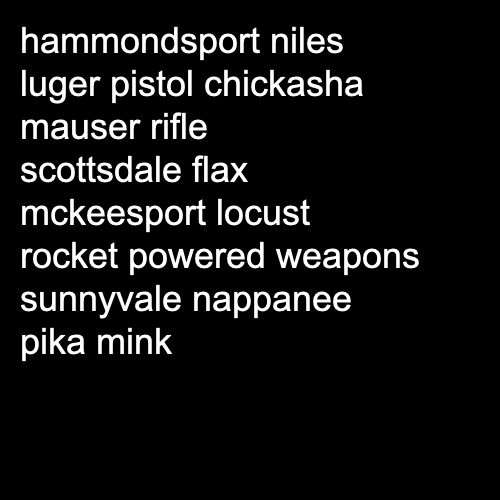 hammondsport niles
luger pistol chickasha
mauser rifle
scottsdale flax
mckeesport locust
rocket powered weapons
sunnyvale nappanee
pika mink